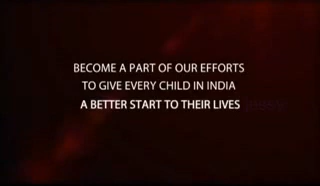 BECOME A PART OF OUR EFFORTS
TO GIVE EVERY CHILD IN INDIA
A BETTER START TO THEIR LIVES